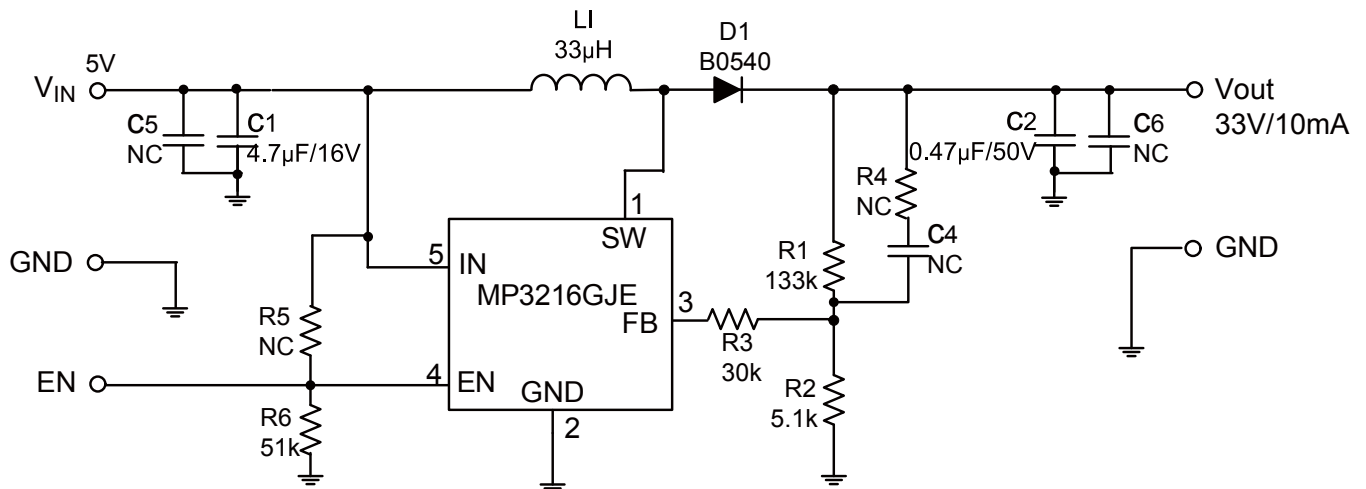 LI
33µH
D1
B0540
5V
VIN
C5
NC
C1
4.7µF/16V
C2
0.47µF/50V
C6
NC
Vout
33V/10mA
R4
NC
C4
NC
1
SW
GND
5
IN
MP3216GJE
FB
3
R1
133k
GND
R5
NC
R3
30k
EN
4
EN
GND
2
R2
5.1k
R6
51k